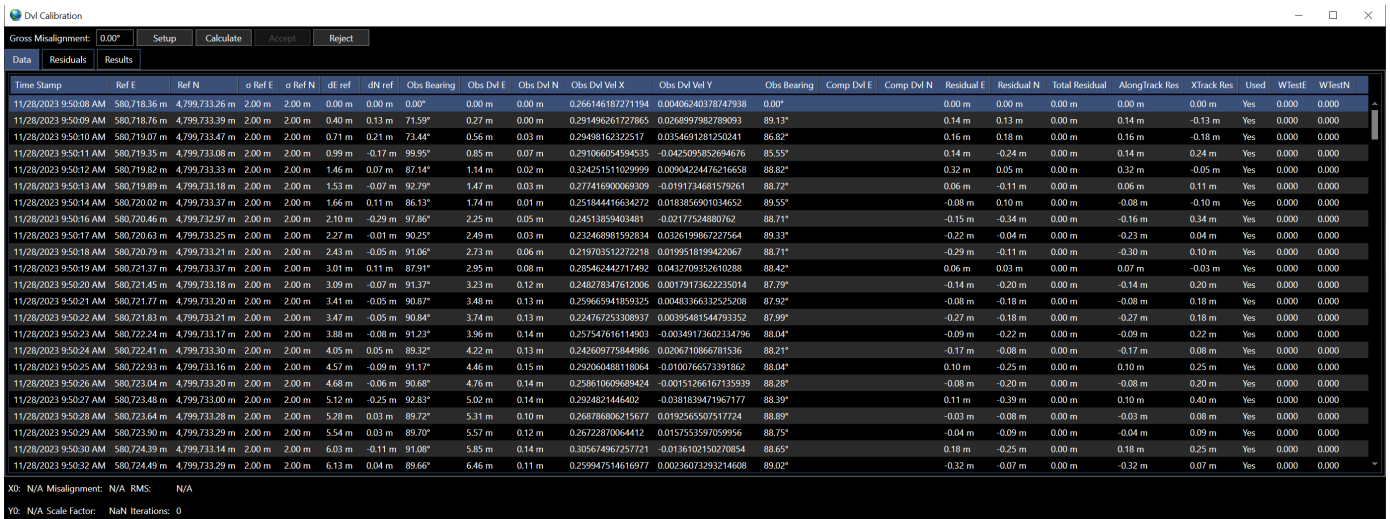 Dvl Calibration
Gross Misalignment: 0.00° Setup Calculate Accept Reject
Data Residuals Results
Time Stamp Ref E Ref N σ Ref E σ Ref N dE ref dN ref Obs Bearing Obs Dvl E Obs Dvl N Obs Dvl Vel X Obs Dvl Vel Y Obs Bearing Comp Dvl E Comp Dvl N Residual E Residual N Total Residual AlongTrack Res XTrack Res Used WTestE WTestN
11/28/2023 9:50:08 AM 580,718.36 m 4,799,733.26 m 2.00 m 2.00 m 0.00 m 0.00 m 0.00° 0.00 m 0.00 m 0.266146187271194 0.00406240378747938 0.00° 0.00 m 0.00 m 0.00 m 0.00 m 0.00 m Yes 0.000 0.000
11/28/2023 9:50:09 AM 580,718.76 m 4,799,733.39 m 2.00 m 2.00 m 0.40 m 0.13 m 71.59° 0.27 m 0.00 m 0.291496261727865 0.0268997982789093 89.13° 0.14 m 0.13 m 0.00 m 0.14 m -0.13 m Yes 0.000 0.000
11/28/2023 9:50:10 AM 580,719.07 m 4,799,733.47 m 2.00 m 2.00 m 0.71 m 0.21 m 73.44° 0.56 m 0.03 m 0.29498162322517 0.0354691281250241 86.82° 0.16 m 0.18 m 0.00 m 0.14 m -0.18 m Yes 0.000 0.000
11/28/2023 9:50:11 AM 580,719.35 m 4,799,733.08 m 2.00 m 2.00 m 0.99 m -0.17 m 99.95° 0.85 m 0.07 m 0.291066054594535 -0.0425095852694676 85.55° 0.14 m -0.24 m 0.00 m 0.14 m 0.24 m Yes 0.000 0.000
11/28/2023 9:50:12 AM 580,719.82 m 4,799,733.33 m 2.00 m 2.00 m 1.46 m 0.07 m 87.14° 1.14 m 0.02 m 0.324251511029999 0.00904224476216658 88.82° 0.32 m 0.05 m 0.00 m 0.32 m -0.05 m Yes 0.000 0.000
11/28/2023 9:50:13 AM 580,719.89 m 4,799,733.18 m 2.00 m 2.00 m 1.53 m -0.07 m 92.79° 1.47 m 0.03 m 0.277416900069309 -0.0191734681579261 88.72° 0.06 m -0.11 m 0.00 m 0.06 m 0.11 m Yes 0.000 0.000
11/28/2023 9:50:14 AM 580,720.02 m 4,799,733.37 m 2.00 m 2.00 m 1.66 m 0.11 m 86.13° 1.74 m 0.01 m 0.251844416634272 0.0183856901034652 89.55° -0.08 m 0.10 m 0.00 m -0.08 m -0.10 m Yes 0.000 0.000
11/28/2023 9:50:16 AM 580,720.46 m 4,799,732.97 m 2.00 m 2.00 m 2.10 m -0.29 m 97.86° 2.25 m 0.05 m 0.24513859403481 -0.02177524880762 88.71° -0.15 m -0.34 m 0.00 m -0.16 m 0.34 m Yes 0.000 0.000
11/28/2023 9:50:17 AM 580,720.63 m 4,799,733.25 m 2.00 m 2.00 m 2.27 m -0.01 m 90.25° 2.49 m 0.03 m 0.232468981592834 0.0326199867227564 89.33° -0.22 m -0.04 m 0.00 m -0.23 m 0.04 m Yes 0.000 0.000
11/28/2023 9:50:18 AM 580,720.79 m 4,799,733.21 m 2.00 m 2.00 m 2.43 m -0.05 m 91.06° 2.73 m 0.06 m 0.219703512272218 0.0199518199422067 88.71° -0.29 m -0.11 m 0.00 m -0.30 m 0.10 m Yes 0.000 0.000
11/28/2023 9:50:19 AM 580,721.37 m 4,799,733.37 m 2.00 m 2.00 m 3.01 m 0.11 m 87.91° 2.95 m 0.08 m 0.285462442717492 0.0432709352610288 88.42° 0.06 m 0.03 m 0.00 m 0.07 m -0.03 m Yes 0.000 0.000
11/28/2023 9:50:20 AM 580,721.45 m 4,799,733.18 m 2.00 m 2.00 m 3.09 m -0.07 m 91.37° 3.23 m 0.12 m 0.248278347612006 0.00179173622235014 87.79° -0.14 m -0.20 m 0.00 m -0.14 m 0.20 m Yes 0.000 0.000
11/28/2023 9:50:21 AM 580,721.77 m 4,799,733.20 m 2.00 m 2.00 m 3.41 m -0.05 m 90.87° 3.48 m 0.13 m 0.259665941859325 0.00483366332525208 87.92° -0.08 m -0.18 m 0.00 m -0.08 m 0.18 m Yes 0.000 0.000
11/28/2023 9:50:22 AM 580,721.83 m 4,799,733.21 m 2.00 m 2.00 m 3.47 m -0.05 m 90.84° 3.74 m 0.13 m 0.224767253308937 0.00395481544793352 87.99° -0.27 m -0.18 m 0.00 m -0.27 m 0.18 m Yes 0.000 0.000
11/28/2023 9:50:23 AM 580,722.24 m 4,799,733.17 m 2.00 m 2.00 m 3.88 m -0.08 m 91.23° 3.96 m 0.14 m 0.257547616114903 -0.00349173602334796 88.04° -0.09 m -0.22 m 0.00 m -0.09 m 0.22 m Yes 0.000 0.000
11/28/2023 9:50:24 AM 580,722.41 m 4,799,733.30 m 2.00 m 2.00 m 4.05 m 0.05 m 89.32° 4.22 m 0.13 m 0.242609775844986 0.0206710866781536 88.21° -0.17 m -0.08 m 0.00 m -0.17 m 0.08 m Yes 0.000 0.000
11/28/2023 9:50:25 AM 580,722.93 m 4,799,733.16 m 2.00 m 2.00 m 4.57 m -0.09 m 91.17° 4.46 m 0.15 m 0.292060488118064 -0.0100766573391862 88.04° 0.10 m -0.25 m 0.00 m 0.10 m 0.25 m Yes 0.000 0.000
11/28/2023 9:50:26 AM 580,723.04 m 4,799,733.20 m 2.00 m 2.00 m 4.68 m -0.06 m 90.68° 4.76 m 0.14 m 0.258610609689424 -0.00151266167135939 88.28° -0.08 m -0.20 m 0.00 m -0.08 m 0.20 m Yes 0.000 0.000
11/28/2023 9:50:27 AM 580,723.48 m 4,799,733.00 m 2.00 m 2.00 m 5.12 m -0.25 m 92.83° 5.02 m 0.14 m 0.2924821446402 -0.0381839471967177 88.39° 0.11 m -0.39 m 0.00 m 0.10 m 0.40 m Yes 0.000 0.000
11/28/2023 9:50:28 AM 580,723.64 m 4,799,733.28 m 2.00 m 2.00 m 5.28 m 0.03 m 89.72° 5.31 m 0.10 m 0.268786806215677 0.0192565507517724 88.89° -0.03 m -0.08 m 0.00 m -0.03 m 0.08 m Yes 0.000 0.000
11/28/2023 9:50:29 AM 580,723.90 m 4,799,733.29 m 2.00 m 2.00 m 5.54 m 0.03 m 89.70° 5.57 m 0.12 m 0.26722870064412 0.0157553597059956 88.75° -0.04 m -0.09 m 0.00 m -0.04 m 0.09 m Yes 0.000 0.000
11/28/2023 9:50:30 AM 580,724.39 m 4,799,733.14 m 2.00 m 2.00 m 6.03 m -0.11 m 91.08° 5.85 m 0.14 m 0.305674967257721 -0.0136102150270854 88.65° 0.18 m -0.25 m 0.00 m 0.18 m 0.25 m Yes 0.000 0.000
11/28/2023 9:50:32 AM 580,724.49 m 4,799,733.29 m 2.00 m 2.00 m 6.13 m 0.04 m 89.66° 6.46 m 0.11 m 0.259947514616977 0.00236073293214608 89.02° -0.32 m -0.07 m 0.00 m -0.32 m 0.07 m Yes 0.000 0.000
X0: N/A Misalignment: N/A RMS: N/A
Y0: N/A Scale Factor: NaN Iterations: 0